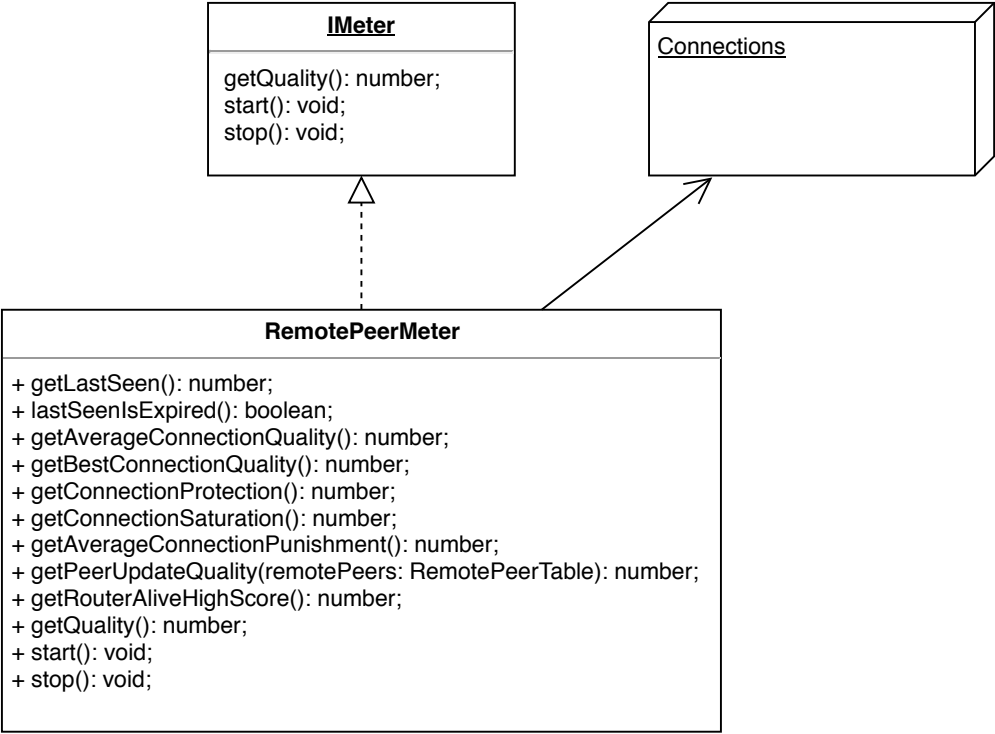 IMeter
getQuality(): number;
start(): void;
stop(): void;
Connections
RemotePeerMeter
+ getLastSeen(): number;
+ lastSeenIsExpired(): boolean;
+ getAverageConnectionQuality(): number;
+ getBestConnectionQuality(): number;
+ getConnectionProtection(): number;
+ getConnectionSaturation(): number;
+ getAverageConnectionPunishment(): number;
+ getPeerUpdateQuality(remotePeers: RemotePeerTable): number;
+ getRouterAliveHighScore(): number;
+ getQuality(): number;
+ start(): void;
+ stop(): void;